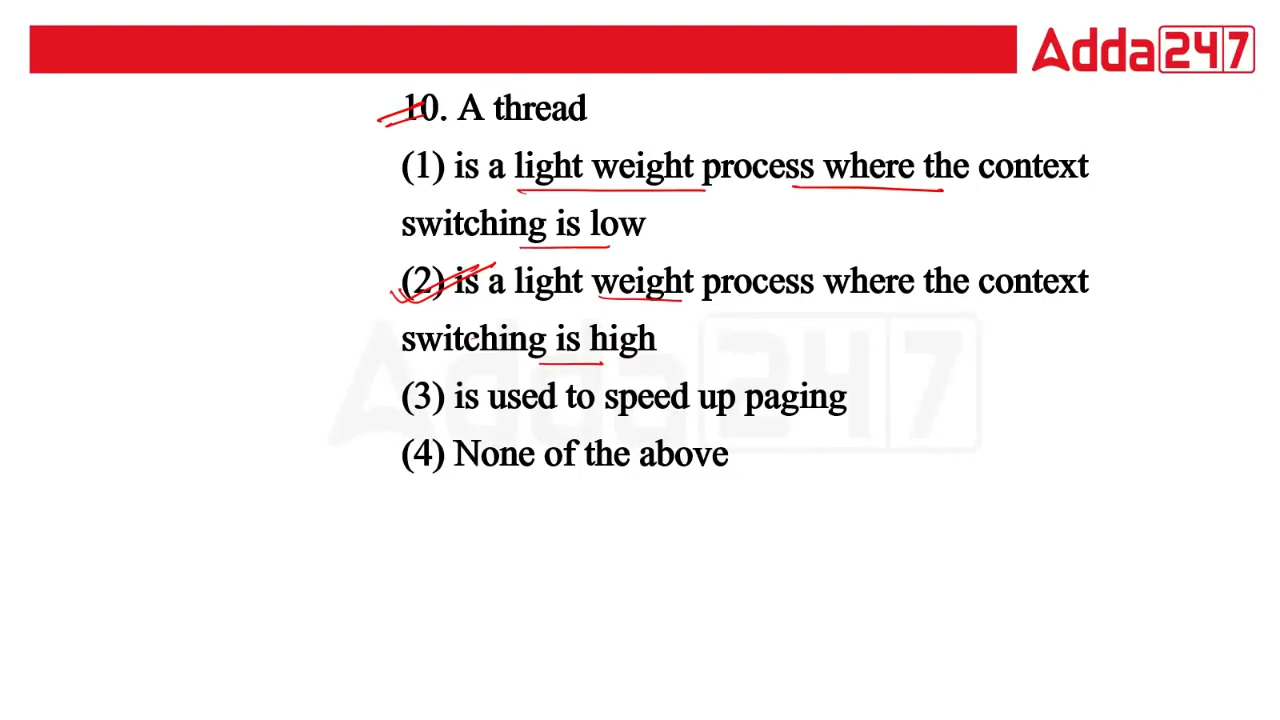 Adda247
10. A thread
(1) is a light weight process where the context
switching is low
(2) is a light weight process where the context
switching is high
(3) is used to speed up paging
(4) None of the above
Adda247